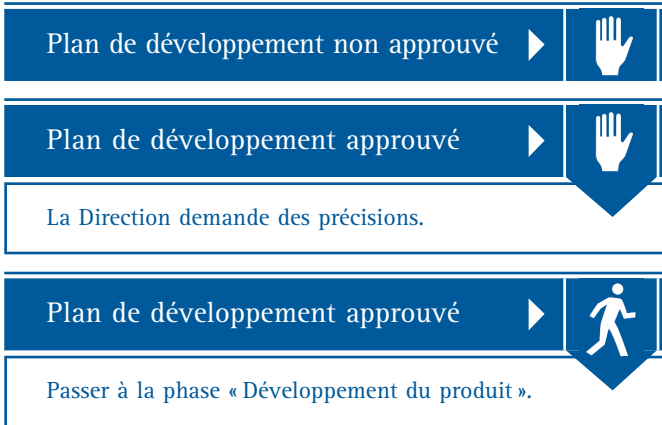 Plan de développement non approuvé
Plan de développement approuvé
La Direction demande des précisions.
Plan de développement approuvé
Passer à la phase « Développement du produit ».